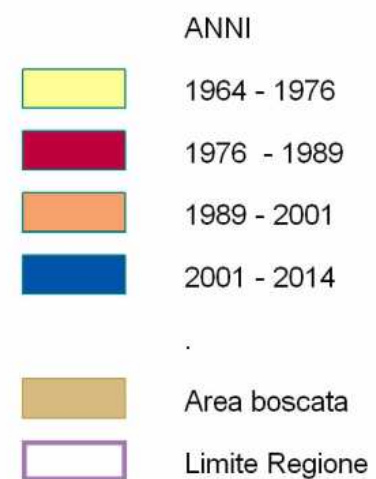 ANNI
1964 - 1976
1976 - 1989
1989 - 2001
2001 - 2014
.
Area boscata
Limite Regione